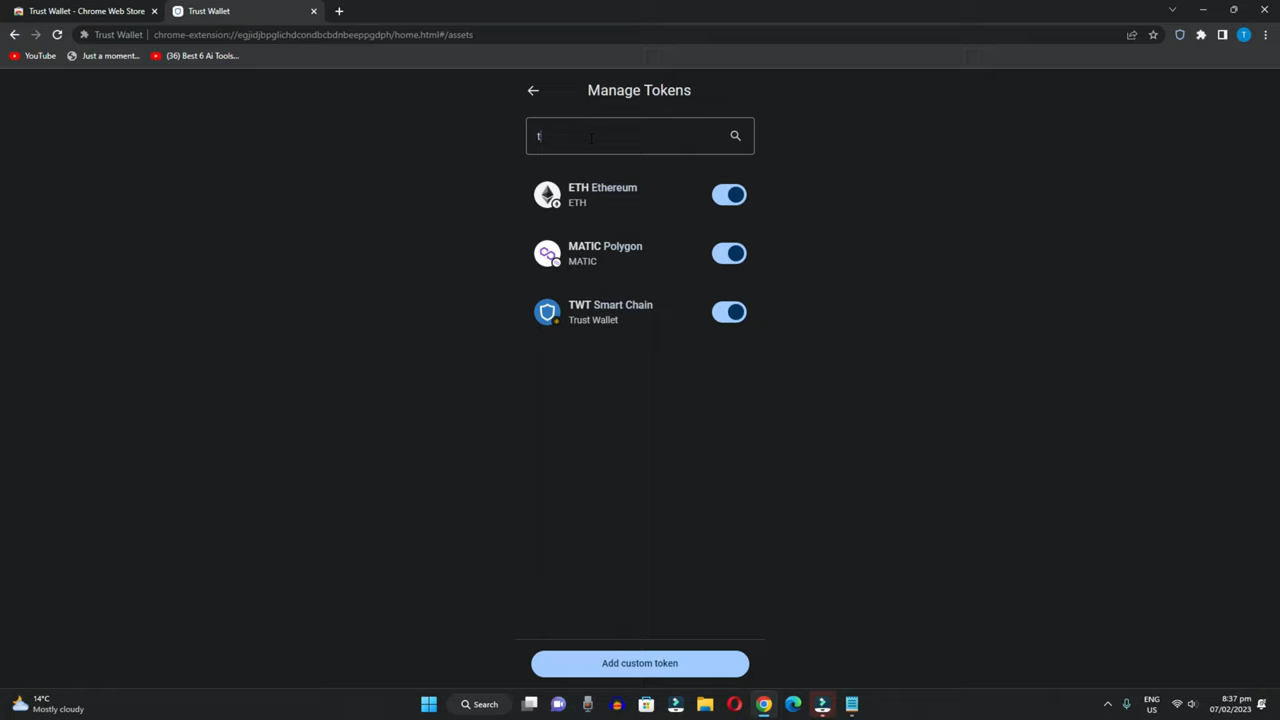 Trust Wallet - Chrome Web Store
Trust Wallet
Trust Wallet
chrome-extension://egjidjbpglichdcondbcbdnbeeppgdph/home.html#/assets
T
YouTube
Just a moment...
(36) Best 6 Ai Tools...
Manage Tokens
t
ETH Ethereum
ETH
MATIC Polygon
MATIC
TWT Smart Chain
Trust Wallet
Add custom token
14°C
Mostly cloudy
Search
ENG
US
8:37 pm
07/02/2023